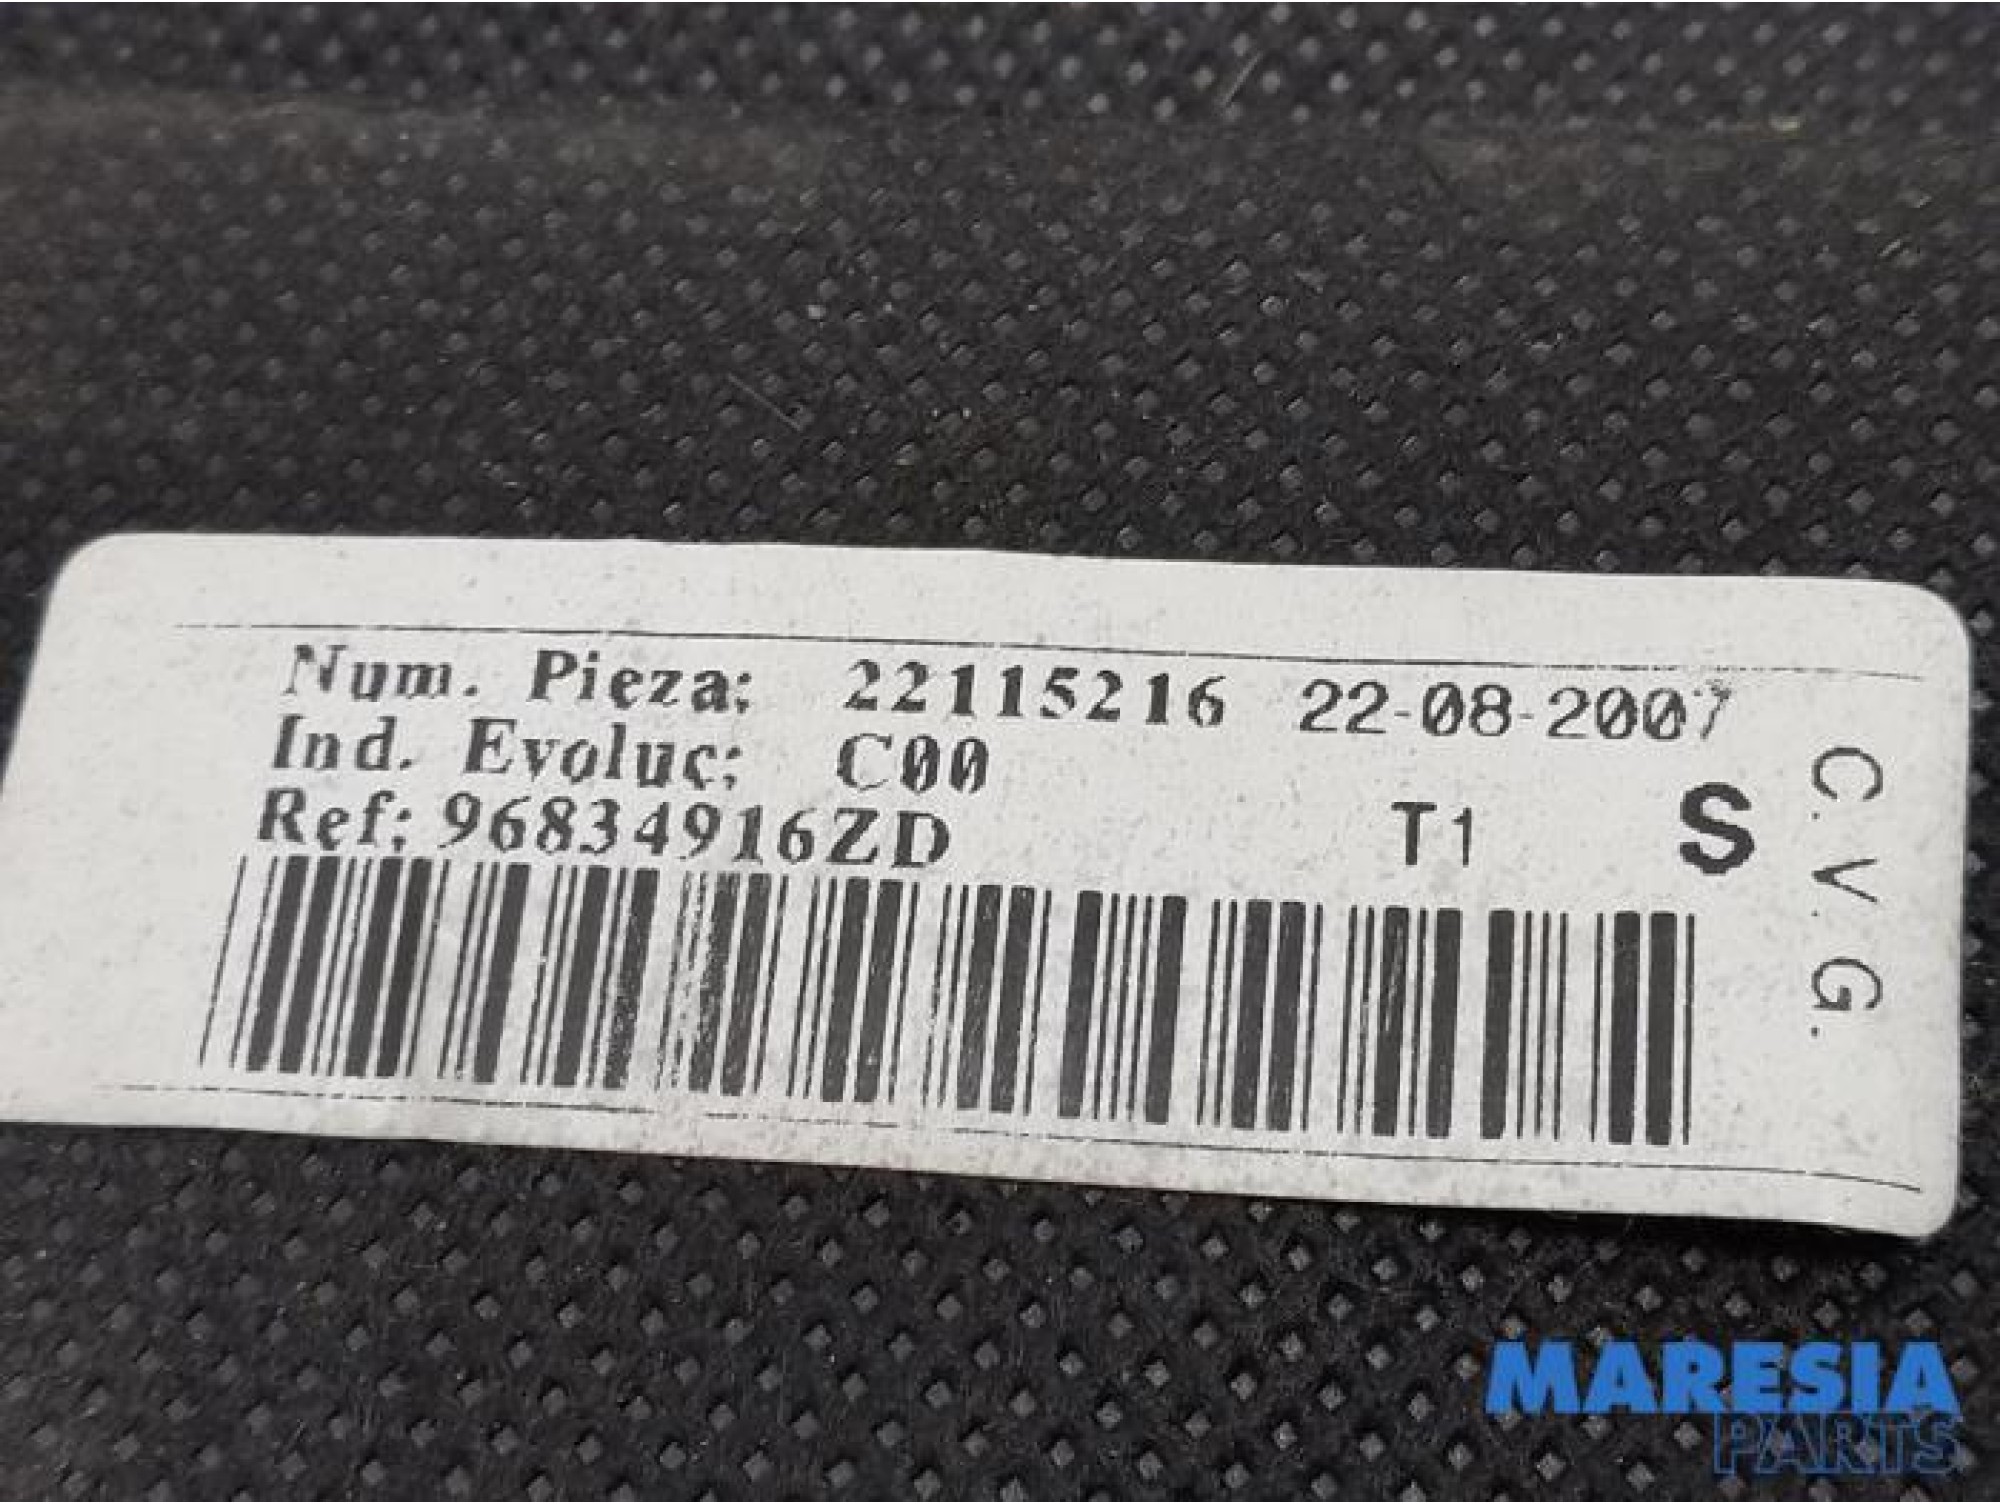 Num. Pieza: 22115216 22-08-2007
Ind. Evoluc: C00
Ref: 96834916ZD T1 S
C.V.G.
MARESIA
PARTS